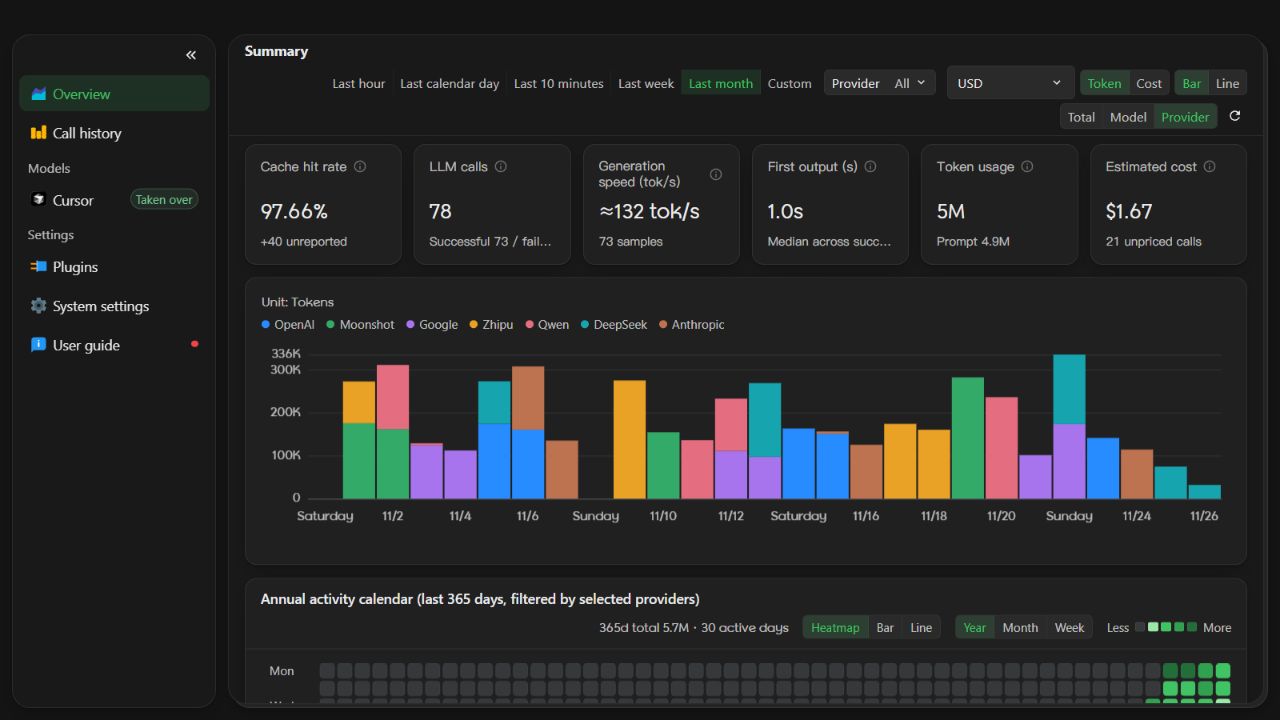 «
Overview
Call history
Models
Cursor Taken over
Settings
Plugins
System settings
User guide
Summary
Last hour Last calendar day Last 10 minutes Last week Last month Custom Provider All USD Token Cost Bar Line
Total Model Provider
Cache hit rate
97.66%
+40 unreported
LLM calls
78
Successful 73 / fail...
Generation
speed (tok/s)
≈132 tok/s
73 samples
First output (s)
1.0s
Median across succ...
Token usage
5M
Prompt 4.9M
Estimated cost
$1.67
21 unpriced calls
Unit: Tokens
OpenAI Moonshot Google Zhipu Qwen DeepSeek Anthropic
336K
300K
200K
100K
0
Saturday 11/2 11/4 11/6 Sunday 11/10 11/12 Saturday 11/16 11/18 11/20 Sunday 11/24 11/26
Annual activity calendar (last 365 days, filtered by selected providers)
365d total 5.7M · 30 active days Heatmap Bar Line Year Month Week Less More
Mon